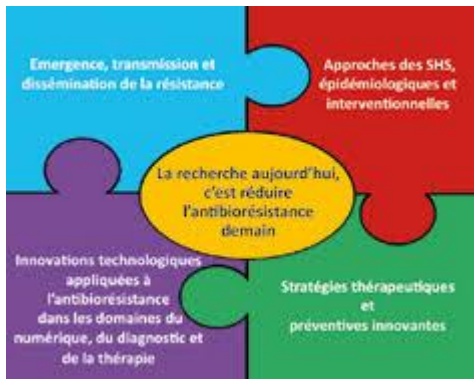 Emergence, transmission et
dissémination de la résistance
Approches des SHS,
épidémiologiques et
interventionnelles
La recherche aujourd'hui,
c'est réduire
l'antibiorésistance
demain
Innovations technologiques
appliquées à
l'antibiorésistance
dans les domaines du
numérique, du diagnostic et
de la thérapie
Stratégies thérapeutiques
et
préventives innovantes